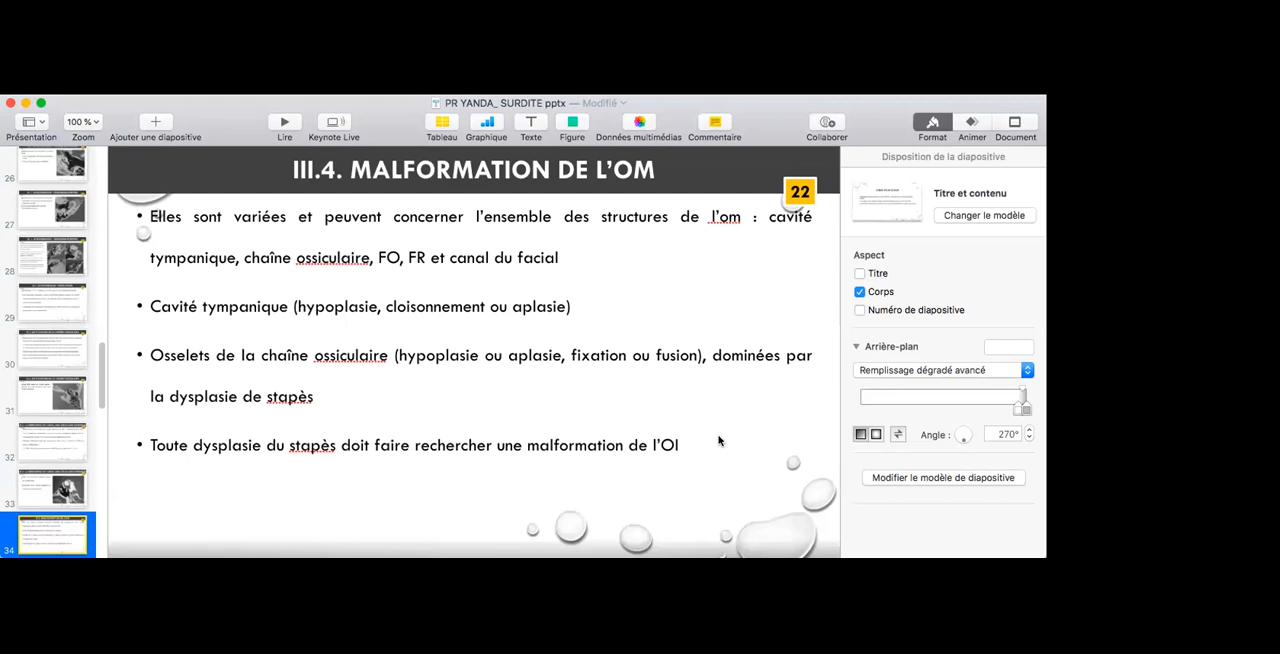 PR YANDA_ SURDITE pptx — Modifié
100 %
Présentation
Zoom
Ajouter une diapositive
Lire
Keynote Live
Tableau
Graphique
Texte
Figure
Données multimédias
Commentaire
Collaborer
Format
Animer
Document
26
27
28
29
30
31
32
33
34
III.4. MALFORMATION DE L'OM
22
• Elles sont variées et peuvent concerner l'ensemble des structures de l'om : cavité
tympanique, chaîne ossiculaire, FO, FR et canal du facial
• Cavité tympanique (hypoplasie, cloisonnement ou aplasie)
• Osselets de la chaîne ossiculaire (hypoplasie ou aplasie, fixation ou fusion), dominées par
la dysplasie de stapès
• Toute dysplasie du stapès doit faire rechercher une malformation de l'OI
Disposition de la diapositive
Titre et contenu
Changer le modèle
Aspect
Titre
Corps
Numéro de diapositive
Arrière-plan
Remplissage dégradé avancé
Angle :
270°
Modifier le modèle de diapositive